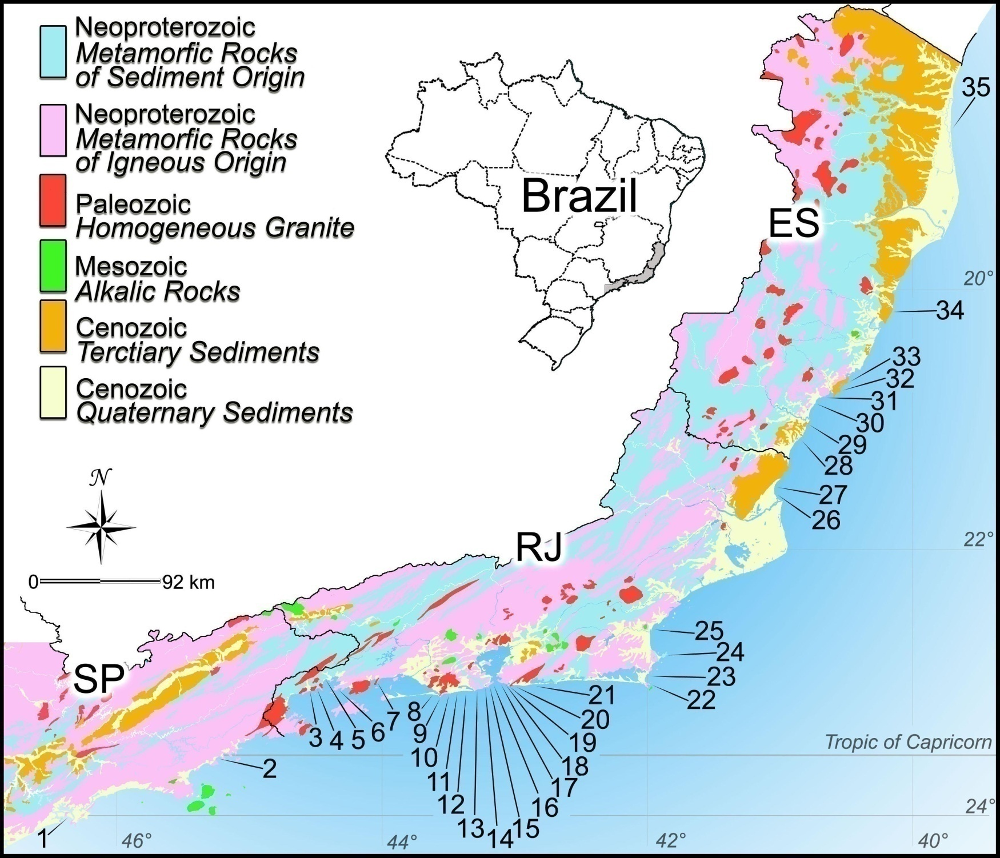 Neoproterozoic
Metamorfic Rocks
of Sediment Origin
Neoproterozoic
Metamorfic Rocks
of Igneous Origin
Paleozoic
Homogeneous Granite
Mesozoic
Alkalic Rocks
Cenozoic
Terctiary Sediments
Cenozoic
Quaternary Sediments
Brazil
N
0 92 km
ES
RJ
SP
35
20°
34
33
32
31
30
29
28
27
26
22°
25
24
23
22
21
20
19
18
17
16
15
14
13
12
11
10
9
8
7
6
5
4
3
2
1
Tropic of Capricorn
24°
46°
44°
42°
40°